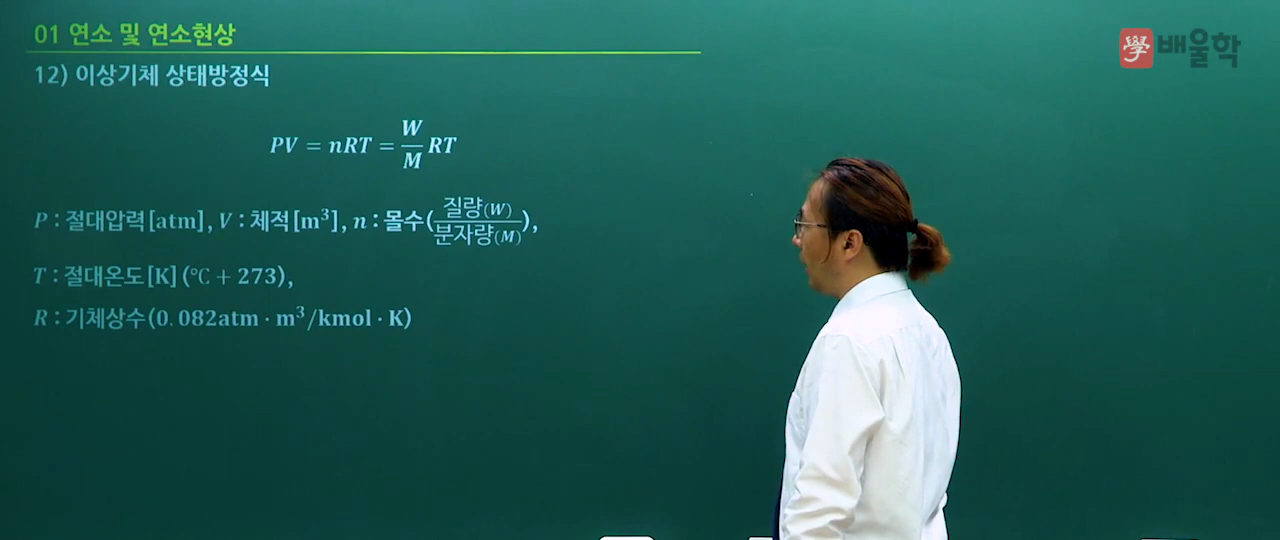 01 연소 및 연소현상
學 배울학
12) 이상기체 상태방정식
PV = nRT = W/M RT
P : 절대압력[atm], V : 체적[m³], n : 몰수(질량(W)/분자량(M)),
T : 절대온도[K] (℃ + 273),
R : 기체상수(0.082atm · m³/kmol · K)